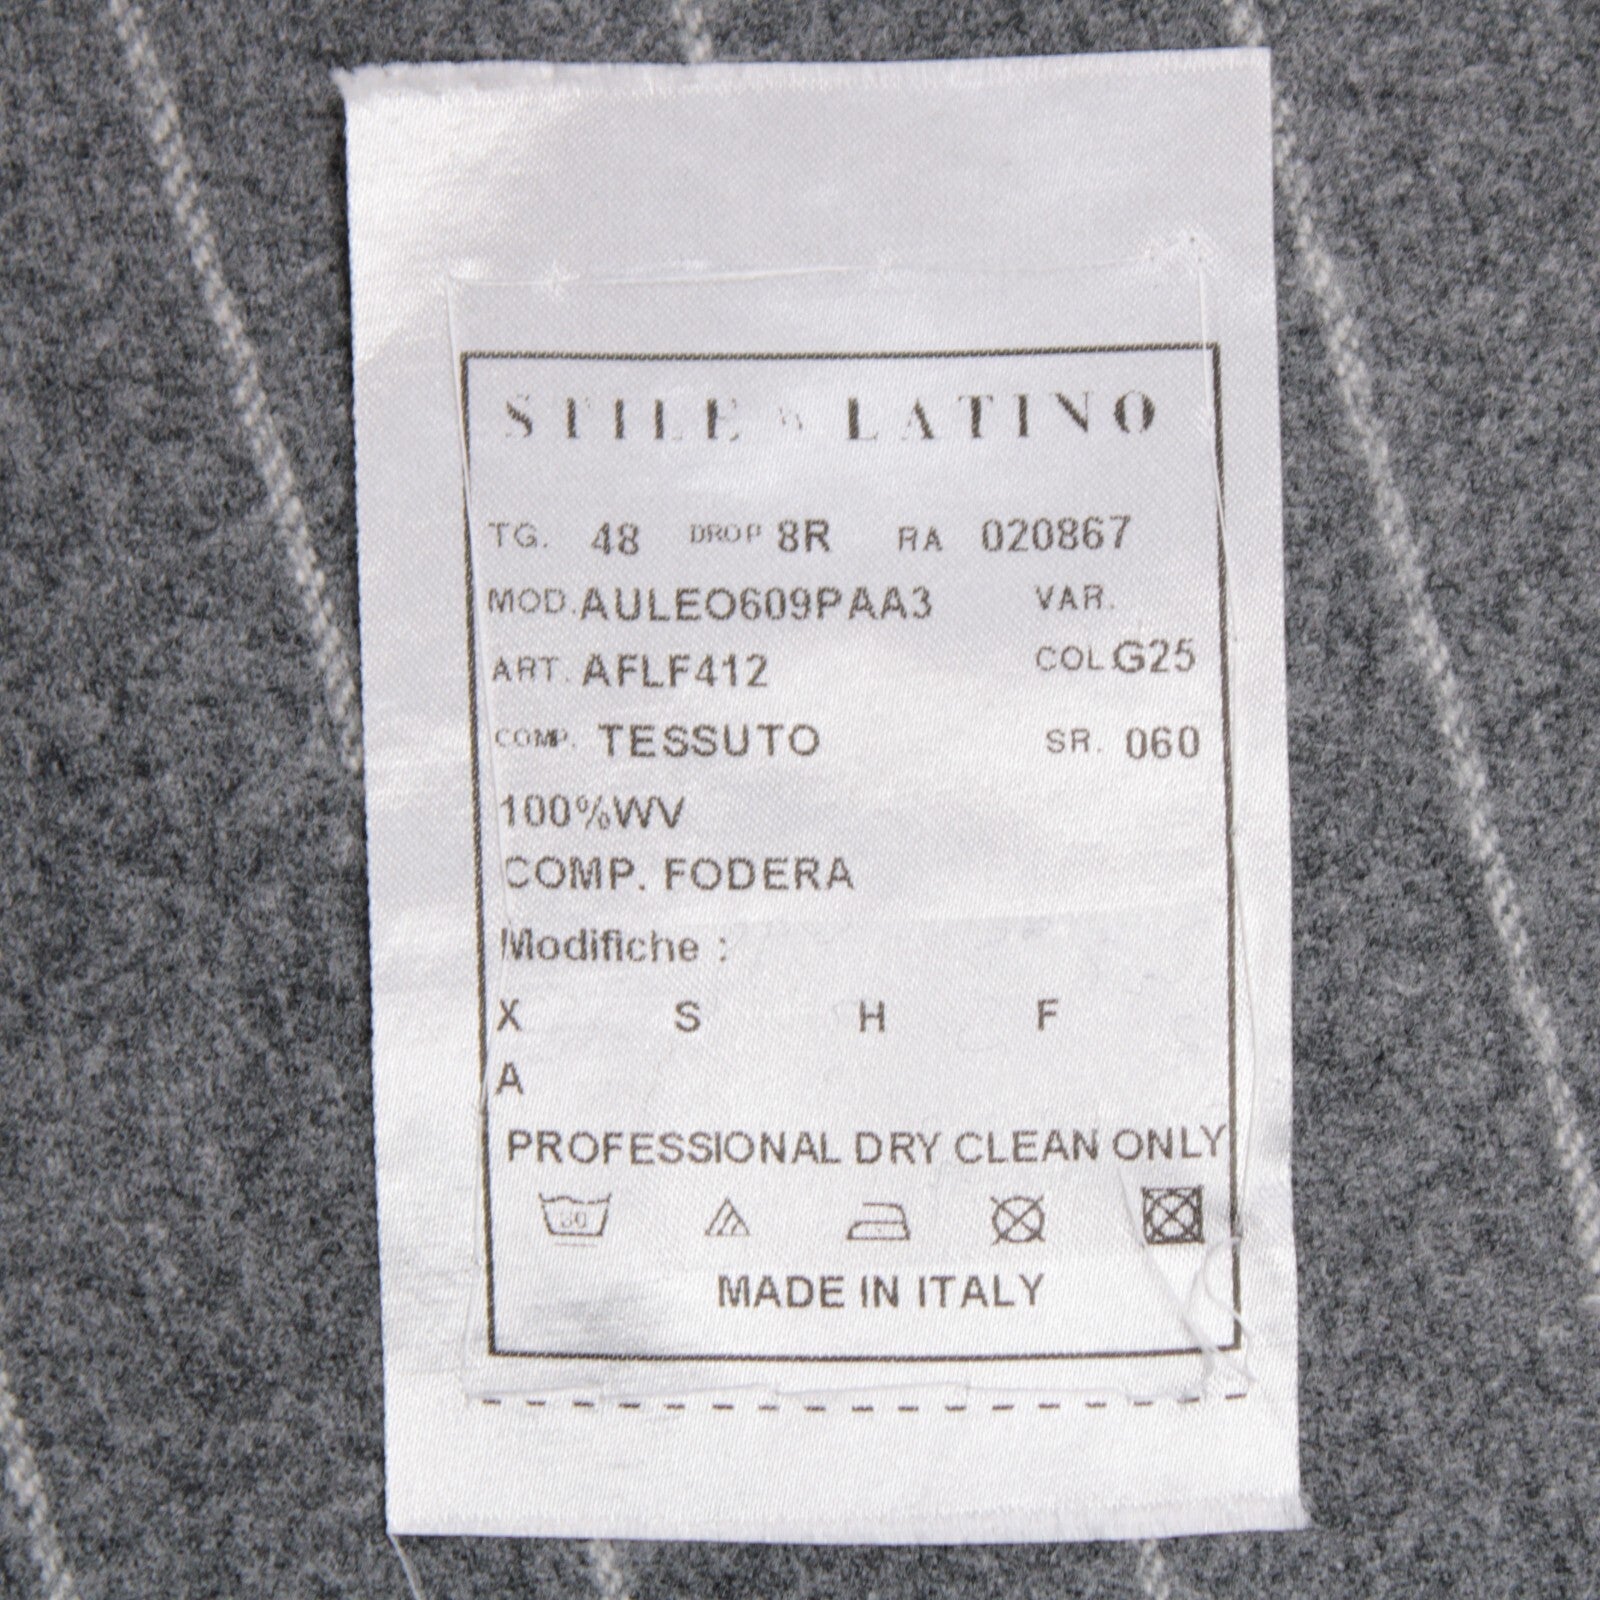 STILE LATINO
TG. 48 DROP 8R RA 020867
MOD. AULEO609PAA3 VAR.
ART. AFLF412 COL. G25
COMP. TESSUTO SR. 060
100%WV
COMP. FODERA
Modifiche :
X S H F
A
PROFESSIONAL DRY CLEAN ONLY
30
MADE IN ITALY